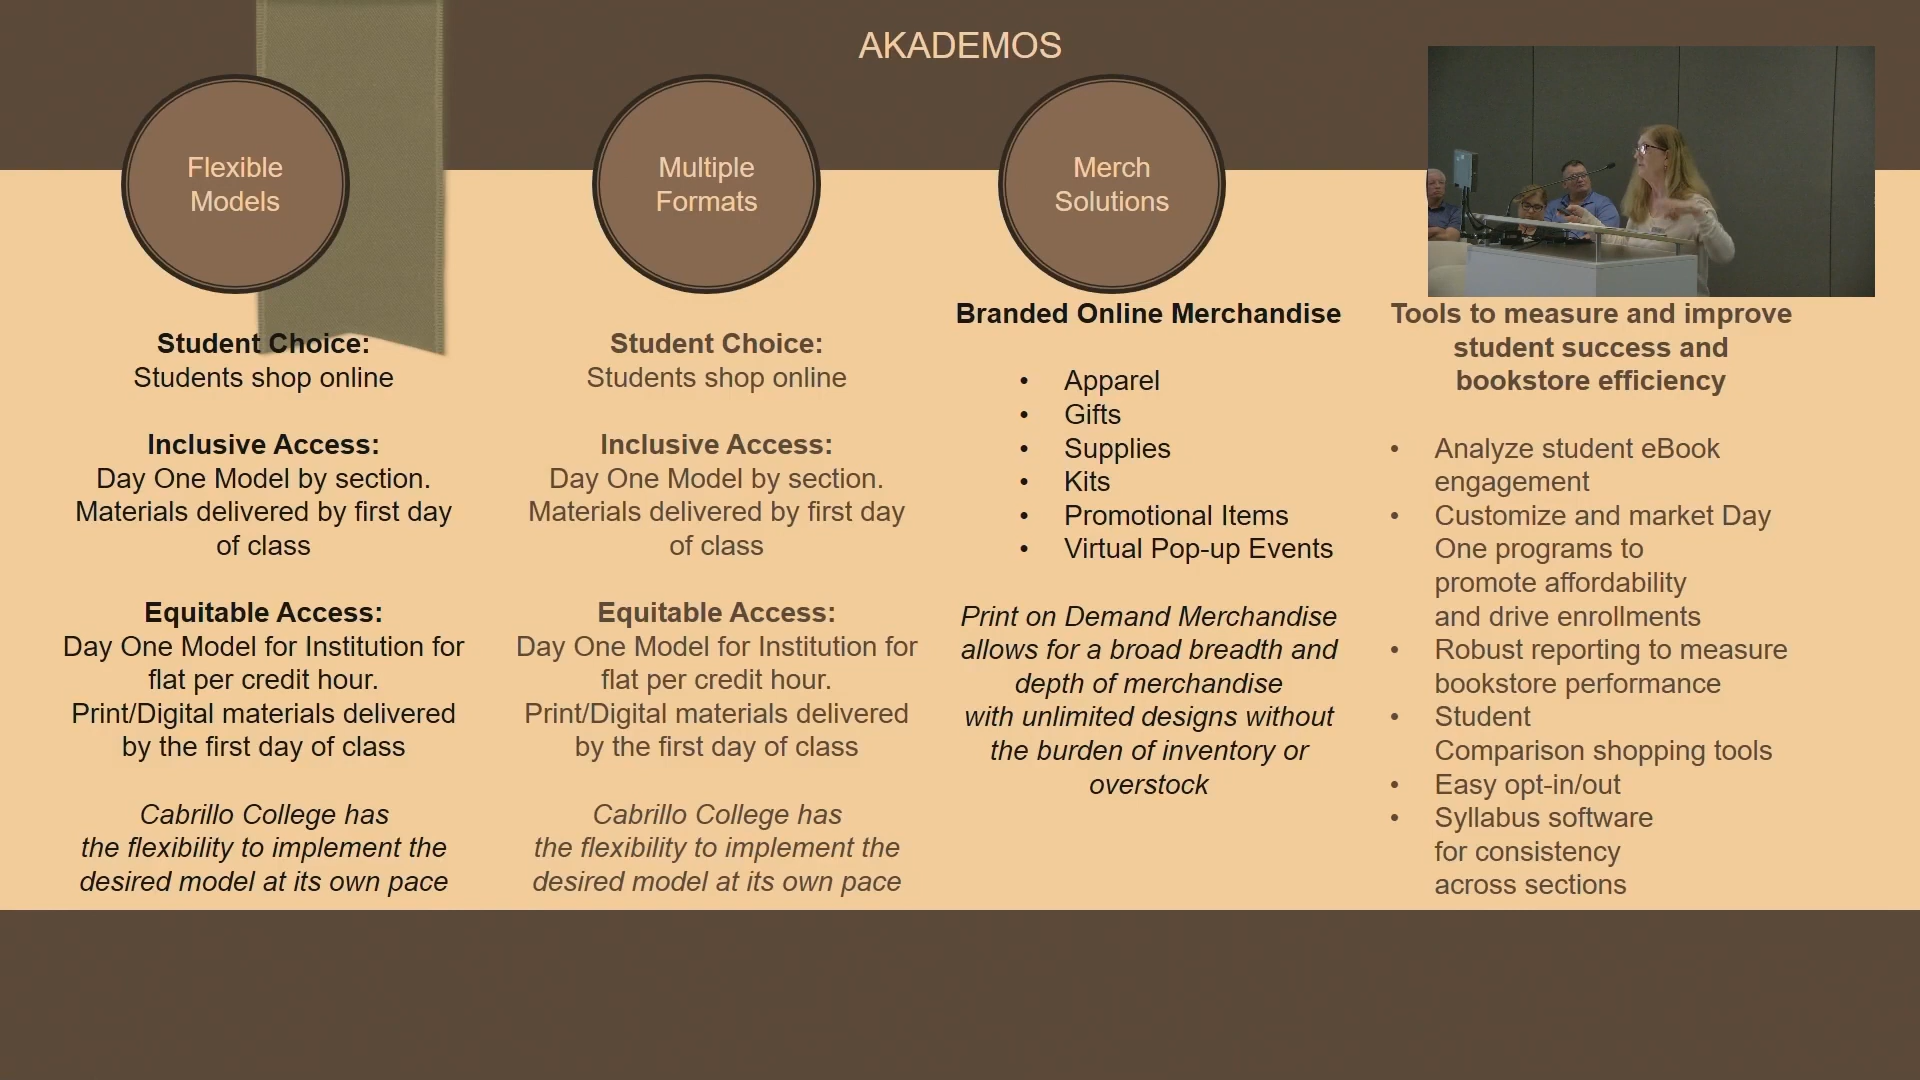 AKADEMOS
Flexible
Models
Student Choice:
Students shop online
Inclusive Access:
Day One Model by section.
Materials delivered by first day
of class
Equitable Access:
Day One Model for Institution for
flat per credit hour.
Print/Digital materials delivered
by the first day of class
Cabrillo College has
the flexibility to implement the
desired model at its own pace
Multiple
Formats
Student Choice:
Students shop online
Inclusive Access:
Day One Model by section.
Materials delivered by first day
of class
Equitable Access:
Day One Model for Institution for
flat per credit hour.
Print/Digital materials delivered
by the first day of class
Cabrillo College has
the flexibility to implement the
desired model at its own pace
Merch
Solutions
Branded Online Merchandise
• Apparel
• Gifts
• Supplies
• Kits
• Promotional Items
• Virtual Pop-up Events
Print on Demand Merchandise
allows for a broad breadth and
depth of merchandise
with unlimited designs without
the burden of inventory or
overstock
Tools to measure and improve
student success and
bookstore efficiency
• Analyze student eBook
engagement
• Customize and market Day
One programs to
promote affordability
and drive enrollments
• Robust reporting to measure
bookstore performance
• Student
Comparison shopping tools
• Easy opt-in/out
• Syllabus software
for consistency
across sections